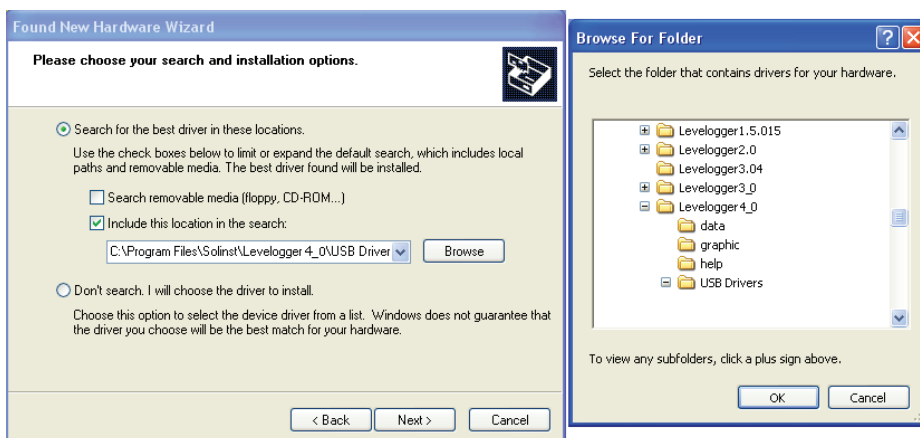 Found New Hardware Wizard
Please choose your search and installation options.
Search for the best driver in these locations.
Use the check boxes below to limit or expand the default search, which includes local
paths and removable media. The best driver found will be installed.
Search removable media (floppy, CD-ROM...)
Include this location in the search:
C:\Program Files\Solinst\Levelogger 4_0\USB Driver
Browse
Don't search. I will choose the driver to install.
Choose this option to select the device driver from a list. Windows does not guarantee that
the driver you choose will be the best match for your hardware.
< Back
Next >
Cancel
Browse For Folder
Select the folder that contains drivers for your hardware.
Levelogger1.5.015
Levelogger2.0
Levelogger3.04
Levelogger3_0
Levelogger4_0
data
graphic
help
USB Drivers
To view any subfolders, click a plus sign above.
OK
Cancel